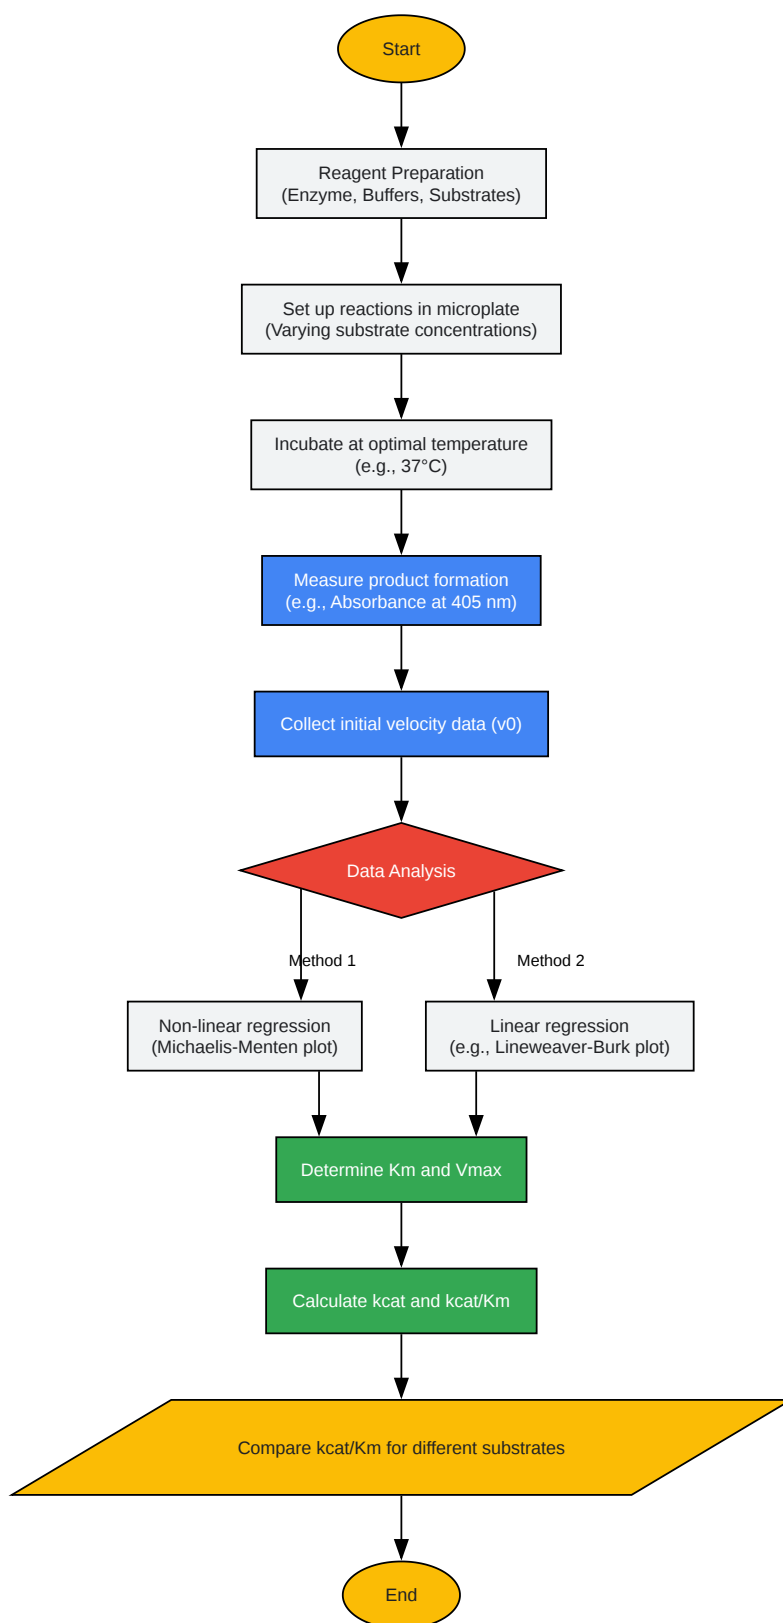 Start
Reagent Preparation
(Enzyme, Buffers, Substrates)
Set up reactions in microplate
(Varying substrate concentrations)
Incubate at optimal temperature
(e.g., 37°C)
Measure product formation
(e.g., Absorbance at 405 nm)
Collect initial velocity data (v0)
Data Analysis
Method 1
Method 2
Non-linear regression
(Michaelis-Menten plot)
Linear regression
(e.g., Lineweaver-Burk plot)
Determine Km and Vmax
Calculate kcat and kcat/Km
Compare kcat/Km for different substrates
End